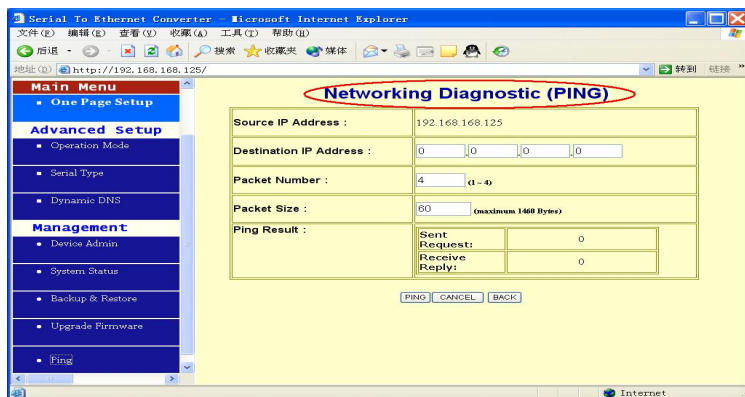 Serial To Ethernet Converter - Microsoft Internet Explorer
文件(F) 编辑(E) 查看(V) 收藏(A) 工具(T) 帮助(H)
后退 搜索 收藏夹 媒体
地址(D) http://192.168.168.125/ 转到 链接 »
Main Menu
One Page Setup
Advanced Setup
Operation Mode
Serial Type
Dynamic DNS
Management
Device Admin
System Status
Backup & Restore
Upgrade Firmware
Ping
Networking Diagnostic (PING)
Source IP Address : 192.168.168.125
Destination IP Address : 0 .0 .0 .0
Packet Number : 4 (1 ~ 4)
Packet Size : 60 (maximum 1460 Bytes)
Ping Result :
Sent Request: 0
Receive Reply: 0
PING CANCEL BACK
Internet